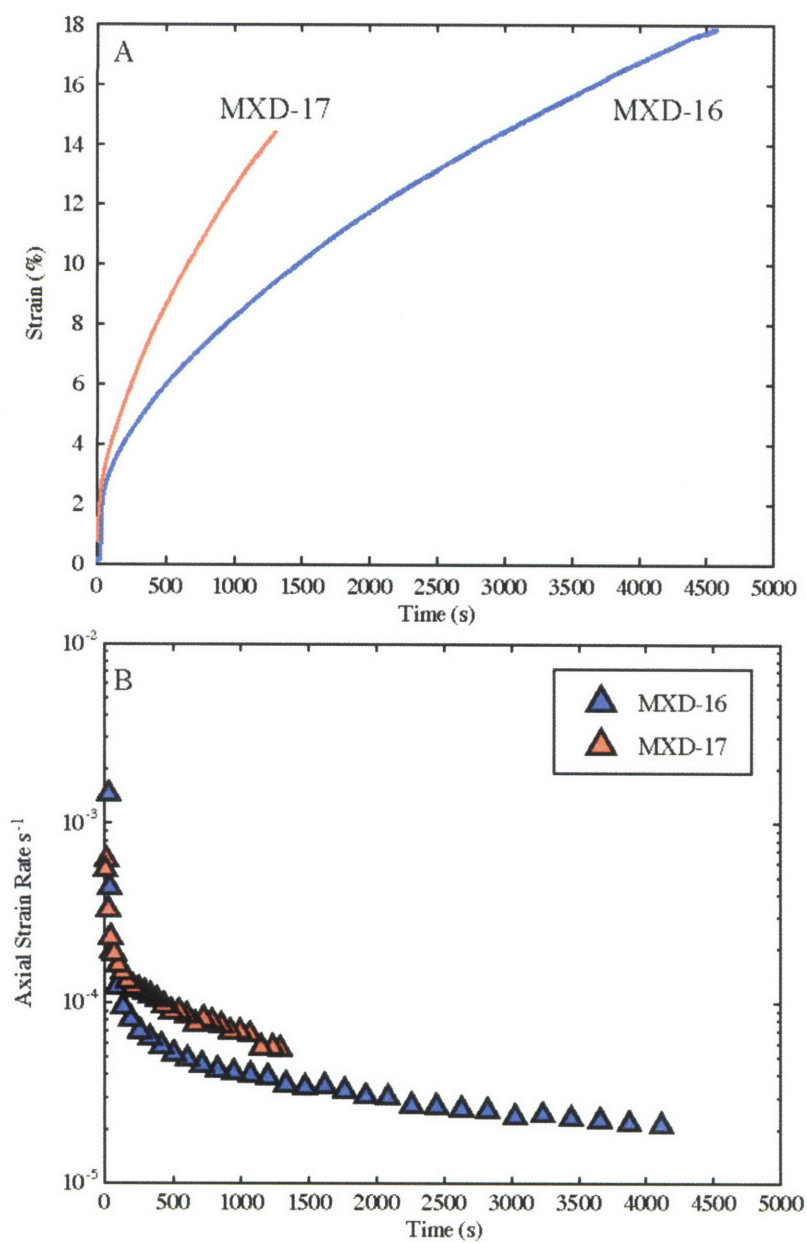 A
MXD-17
MXD-16
Strain (%)
18
16
14
12
10
8
6
4
2
0
0 500 1000 1500 2000 2500 3000 3500 4000 4500 5000
Time (s)
B
MXD-16
MXD-17
Axial Strain Rate s-1
10-2
10-3
10-4
10-5
0 500 1000 1500 2000 2500 3000 3500 4000 4500 5000
Time (s)